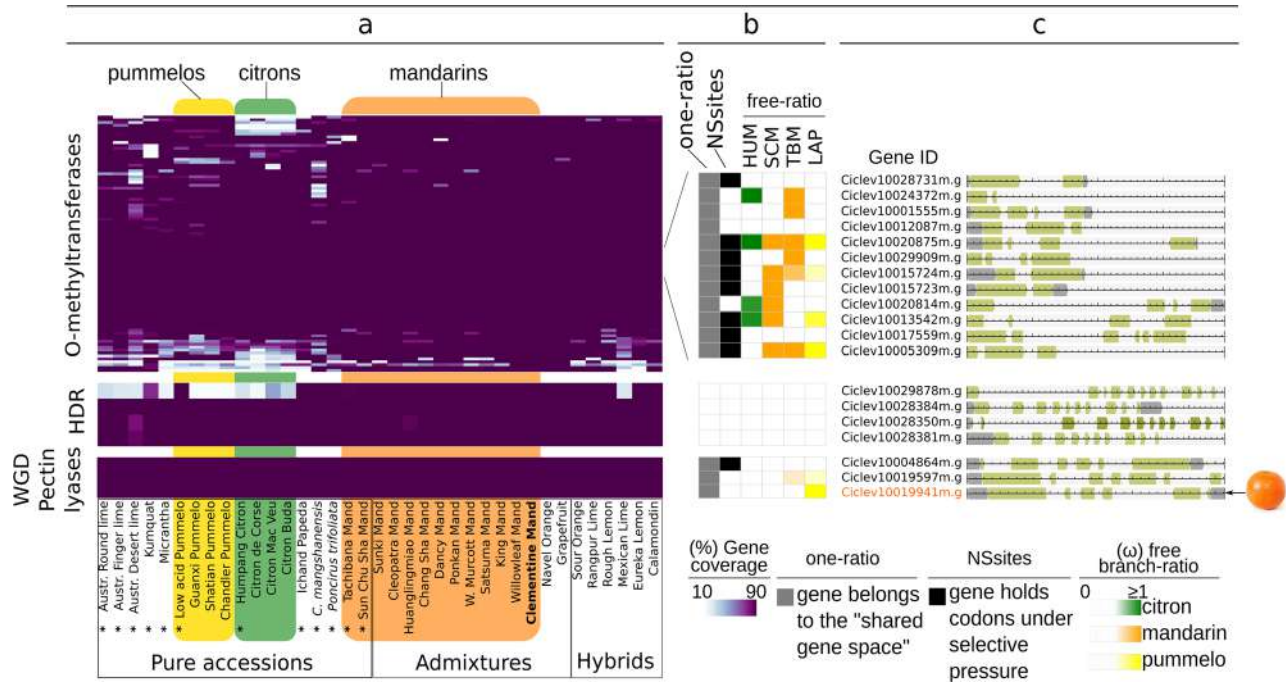 a
b
c
pummelos
citrons
mandarins
one-ratio
NSsites
free-ratio
HUM
SCM
TBM
LAP
Gene ID
O-methyltransferases
Ciclev10028731m.g
Ciclev10024372m.g
Ciclev10001555m.g
Ciclev10012087m.g
Ciclev10020875m.g
Ciclev10029909m.g
Ciclev10015724m.g
Ciclev10015723m.g
Ciclev10020814m.g
Ciclev10013542m.g
Ciclev10017559m.g
Ciclev10005309m.g
HDR
Ciclev10029878m.g
Ciclev10028384m.g
Ciclev10028350m.g
Ciclev10028381m.g
WGD
Pectin
lyases
Ciclev10004864m.g
Ciclev10019597m.g
Ciclev10019941m.g
* Austr. Round lime
* Austr. Finger lime
* Austr. Desert lime
* Kumquat
* Micrantha
* Low acid Pummelo
Guanxi Pummelo
Shatian Pummelo
Chandler Pummelo
* Humpang Citron
Citron de Corse
Citron Mac Veu
Citron Buda
* Ichand Papeda
* C. mangshanensis
* Poncirus trifoliata
* Tachibana Mand
* Sun Chu Sha Mand
Sunki Mand
Cleopatra Mand
Huanglingmiao Mand
Chang Sha Mand
Dancy Mand
Ponkan Mand
W. Murcott Mand
Satsuma Mand
King Mand
Willowleaf Mand
Clementine Mand
Navel Orange
Grapefruit
Sour Orange
Rangpur Lime
Rough Lemon
Mexican Lime
Eureka Lemon
Calamondin
Pure accessions
Admixtures
Hybrids
(%) Gene
coverage
10 90
one-ratio
gene belongs
to the "shared
gene space"
NSsites
gene holds
codons under
selective
pressure
(ω) free
branch-ratio
0 ≥1
citron
mandarin
pummelo